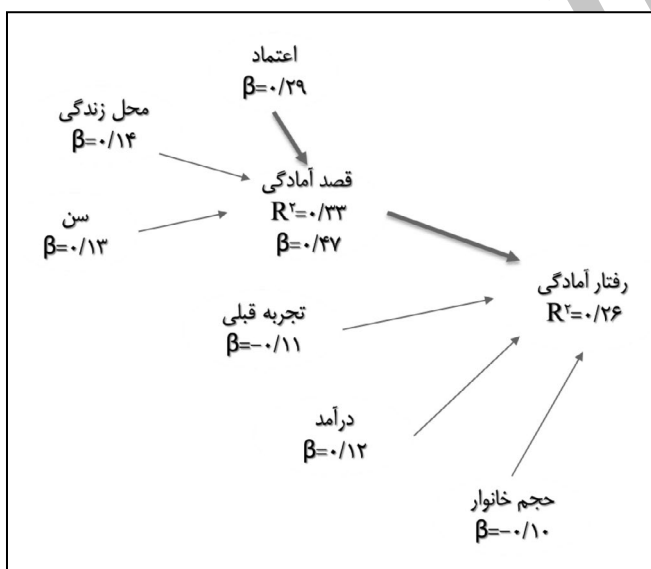 اعتماد
β=۰/۲۹
محل زندگی
β=۰/۱۴
قصد آمادگی
R۲=۰/۳۳
β=۰/۴۷
سن
β=۰/۱۳
رفتار آمادگی
R۲=۰/۲۶
تجربه قبلی
β=−۰/۱۱
درآمد
β=۰/۱۲
حجم خانوار
β=−۰/۱۰